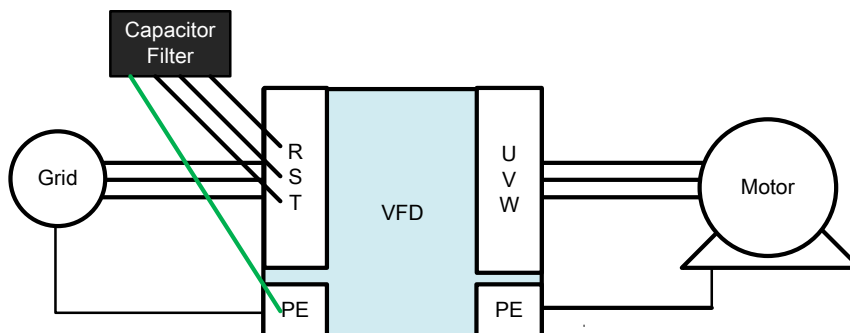 Capacitor
Filter
Grid
R
S
T
VFD
U
V
W
Motor
PE
PE